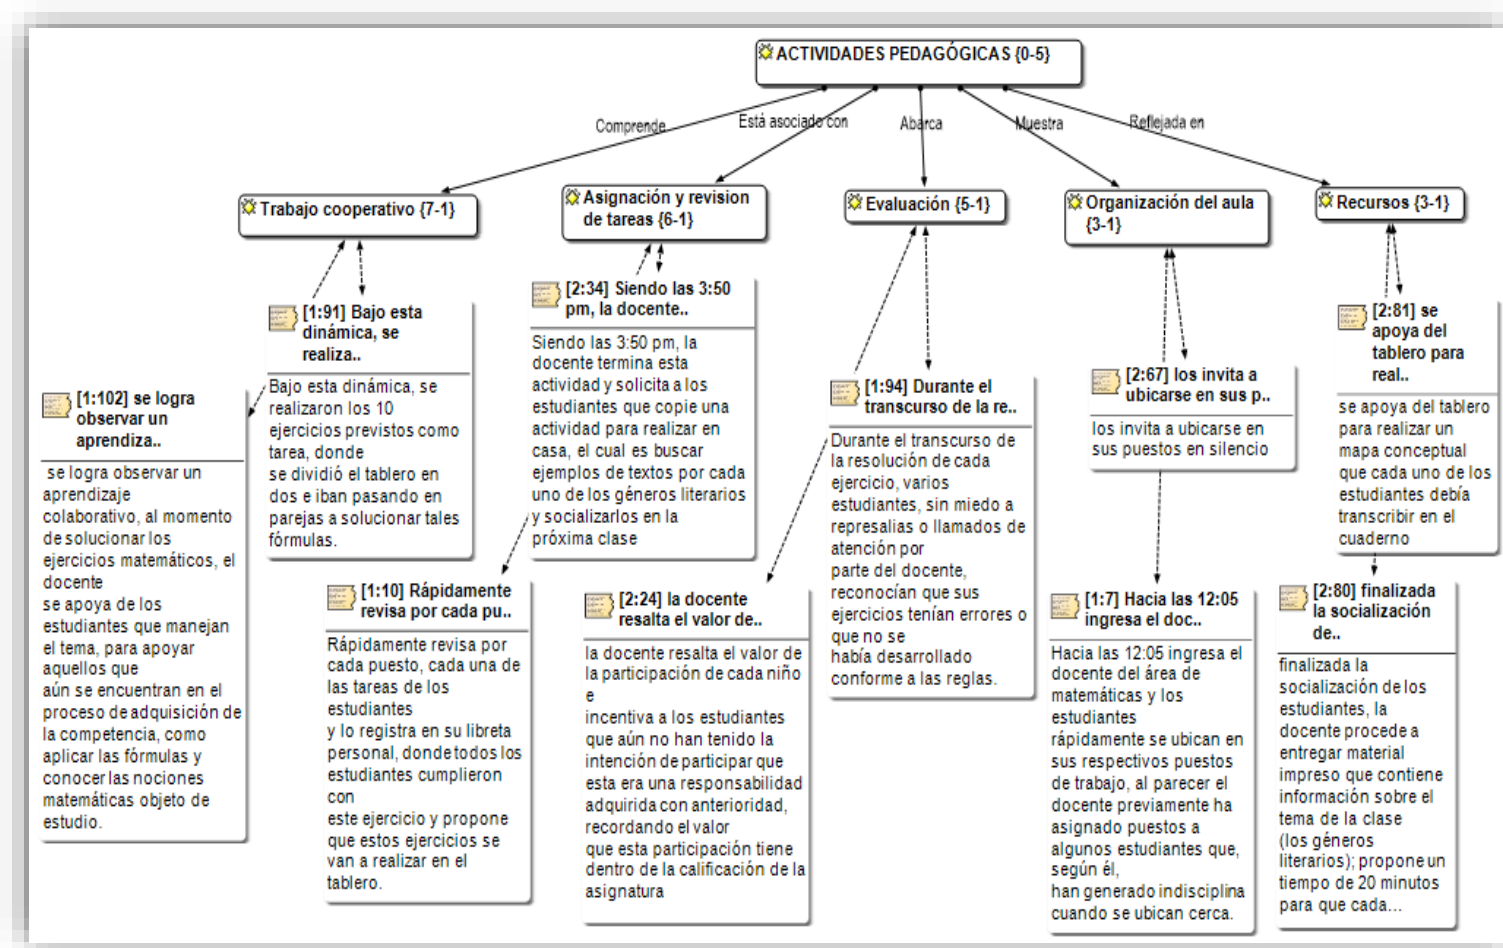 ACTIVIDADES PEDAGÓGICAS {0-5}
Comprende
Está asociado con
Abarca
Muestra
Reflejada en
Trabajo cooperativo {7-1}
Asignación y revision
de tareas {6-1}
Evaluación {5-1}
Organización del aula
{3-1}
Recursos {3-1}
[1:102] se logra
observar un
aprendiza..
se logra observar un
aprendizaje
colaborativo, al momento
de solucionar los
ejercicios matemáticos, el
docente
se apoya de los
estudiantes que manejan
el tema, para apoyar
aquellos que
aún se encuentran en el
proceso de adquisición de
la competencia, como
aplicar las fórmulas y
conocer las nociones
matemáticas objeto de
estudio.
[1:91] Bajo esta
dinámica, se
realiza..
Bajo esta dinámica, se
realizaron los 10
ejercicios previstos como
tarea, donde
se dividió el tablero en
dos e iban pasando en
parejas a solucionar tales
fórmulas.
[1:10] Rápidamente
revisa por cada pu..
Rápidamente revisa por
cada puesto, cada una de
las tareas de los
estudiantes
y lo registra en su libreta
personal, donde todos los
estudiantes cumplieron
con
este ejercicio y propone
que estos ejercicios se
van a realizar en el
tablero.
[2:34] Siendo las 3:50
pm, la docente..
Siendo las 3:50 pm, la
docente termina esta
actividad y solicita a los
estudiantes que copie una
actividad para realizar en
casa, el cual es buscar
ejemplos de textos por cada
uno de los géneros literarios
y socializarlos en la
próxima clase
[2:24] la docente
resalta el valor de..
la docente resalta el valor de
la participación de cada niño
e
incentiva a los estudiantes
que aún no han tenido la
intención de participar que
esta era una responsabilidad
adquirida con anterioridad,
recordando el valor
que esta participación tiene
dentro de la calificación de la
asignatura
[1:94] Durante el
transcurso de la re..
Durante el transcurso de
la resolución de cada
ejercicio, varios
estudiantes, sin miedo a
represalias o llamados de
atención por
parte del docente,
reconocían que sus
ejercicios tenían errores o
que no se
había desarrollado
conforme a las reglas.
[2:67] los invita a
ubicarse en sus p..
los invita a ubicarse en
sus puestos en silencio
[1:7] Hacia las 12:05
ingresa el doc..
Hacia las 12:05 ingresa el
docente del área de
matemáticas y los
estudiantes
rápidamente se ubican en
sus respectivos puestos
de trabajo, al parecer el
docente previamente ha
asignado puestos a
algunos estudiantes que,
según él,
han generado indisciplina
cuando se ubican cerca.
[2:81] se
apoya del
tablero para
real..
se apoya del tablero
para realizar un
mapa conceptual
que cada uno de los
estudiantes debía
transcribir en el
cuaderno
[2:80] finalizada
la socialización
de..
finalizada la
socialización de los
estudiantes, la
docente procede a
entregar material
impreso que contiene
información sobre el
tema de la clase
(los géneros
literarios); propone un
tiempo de 20 minutos
para que cada...